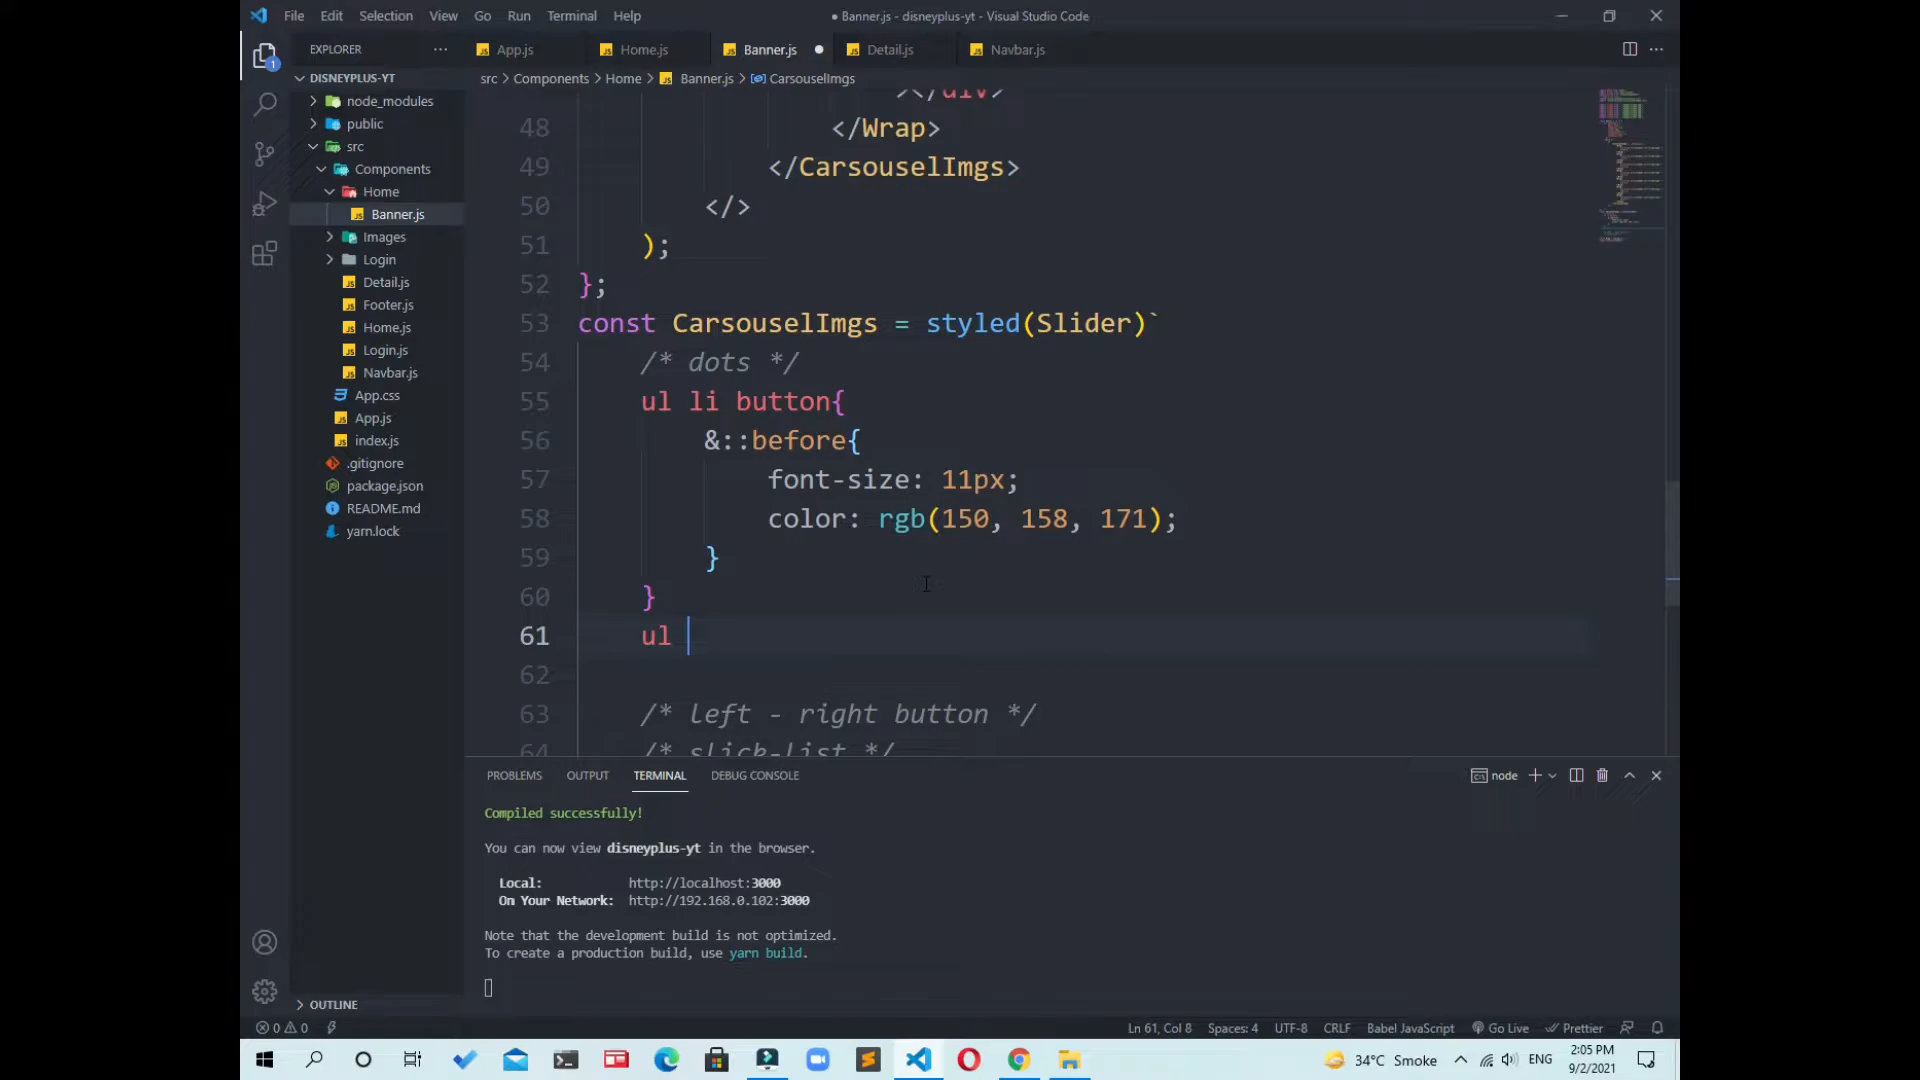 File Edit Selection View Go Run Terminal Help
● Banner.js - disneyplus-yt - Visual Studio Code
EXPLORER ···
App.js Home.js Banner.js ● Detail.js Navbar.js
src > Components > Home > Banner.js > CarsouselImgs
DISNEYPLUS-YT
node_modules
public
src
Components
Home
Banner.js
Images
Login
Detail.js
Footer.js
Home.js
Login.js
Navbar.js
App.css
App.js
index.js
.gitignore
package.json
README.md
yarn.lock
OUTLINE
1
></div>
48 </Wrap>
49 </CarsouselImgs>
50 </>
51 );
52 };
53 const CarsouselImgs = styled(Slider)`
54 /* dots */
55 ul li button{
56 &::before{
57 font-size: 11px;
58 color: rgb(150, 158, 171);
59 }
60 }
61 ul
62
63 /* left - right button */
64 /* slick-list */
PROBLEMS OUTPUT TERMINAL DEBUG CONSOLE
node
Compiled successfully!
You can now view disneyplus-yt in the browser.
Local: http://localhost:3000
On Your Network: http://192.168.0.102:3000
Note that the development build is not optimized.
To create a production build, use yarn build.
0 0
Ln 61, Col 8 Spaces: 4 UTF-8 CRLF Babel JavaScript Go Live Prettier
34°C Smoke ENG 2:05 PM
9/2/2021